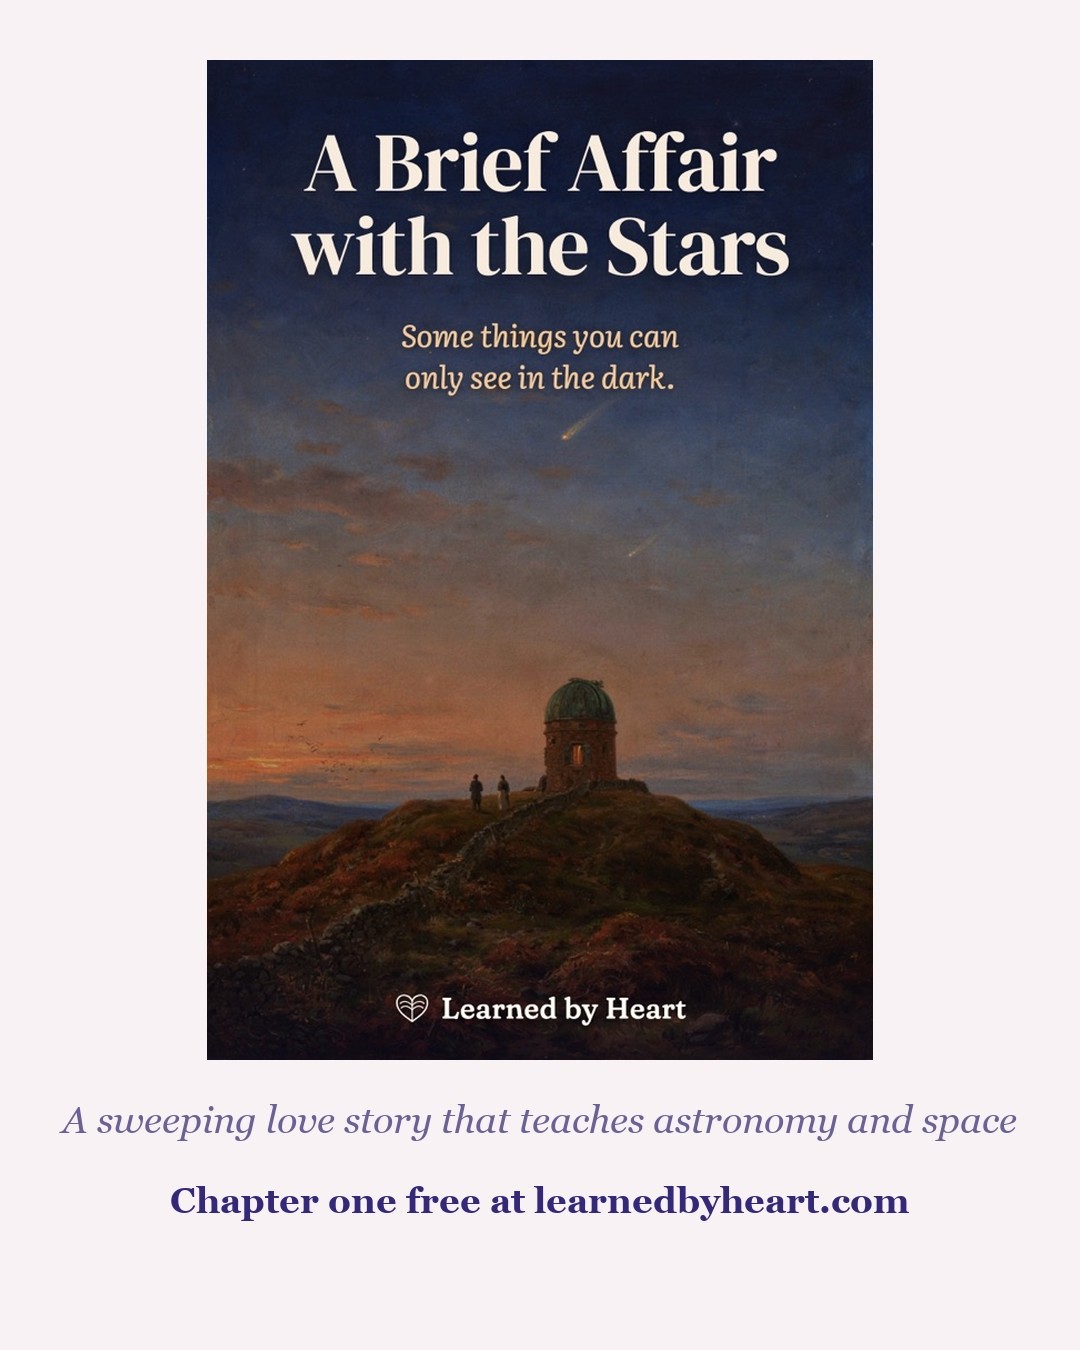 A Brief Affair
with the Stars
Some things you can
only see in the dark.
Learned by Heart
A sweeping love story that teaches astronomy and space
Chapter one free at learnedbyheart.com